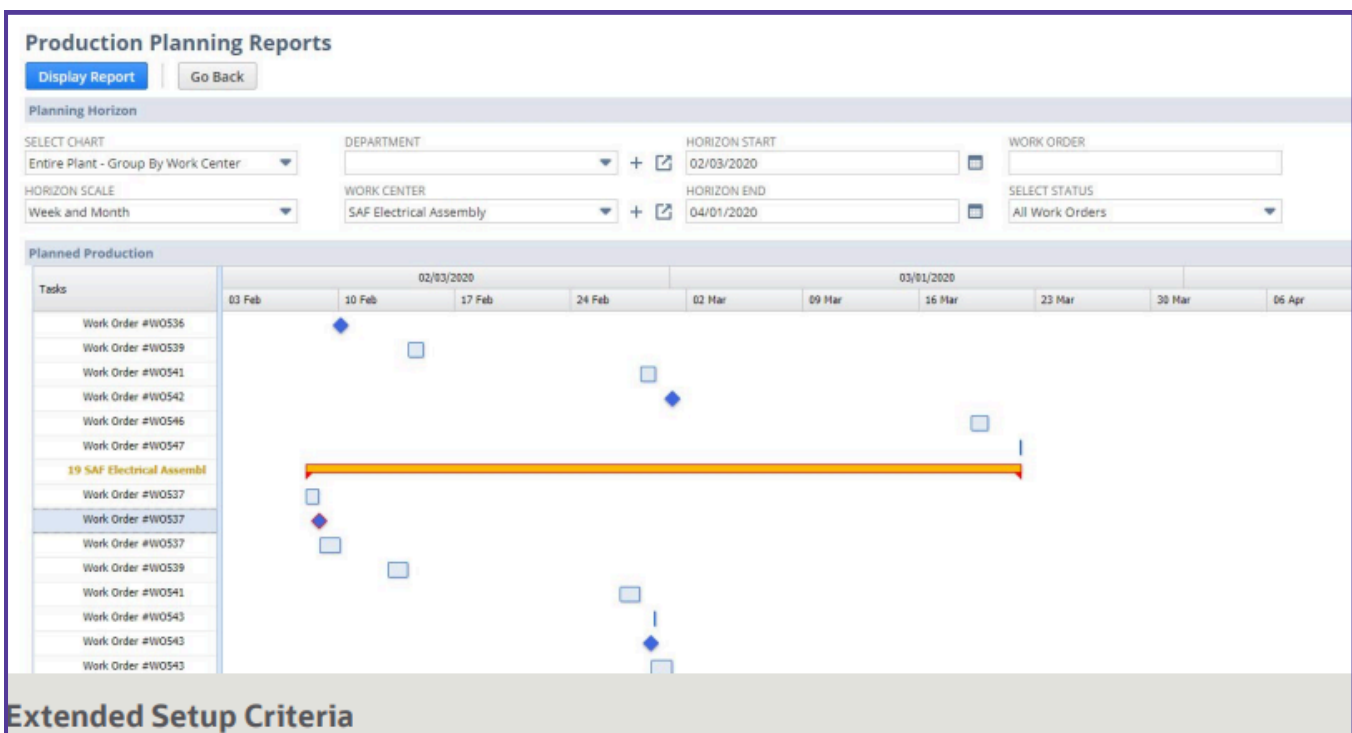 Production Planning Reports
Display Report Go Back
Planning Horizon
SELECT CHART DEPARTMENT HORIZON START WORK ORDER
Entire Plant - Group By Work Center 02/03/2020
HORIZON SCALE WORK CENTER HORIZON END SELECT STATUS
Week and Month SAF Electrical Assembly 04/01/2020 All Work Orders
Planned Production
Tasks 02/03/2020 03/01/2020
03 Feb 10 Feb 17 Feb 24 Feb 02 Mar 09 Mar 16 Mar 23 Mar 30 Mar 06 Apr
Work Order #WO536
Work Order #WO539
Work Order #WO541
Work Order #WO542
Work Order #WO546
Work Order #WO547
19 SAF Electrical Assembl
Work Order #WO537
Work Order #WO537
Work Order #WO537
Work Order #WO539
Work Order #WO541
Work Order #WO543
Work Order #WO543
Work Order #WO543
Extended Setup Criteria